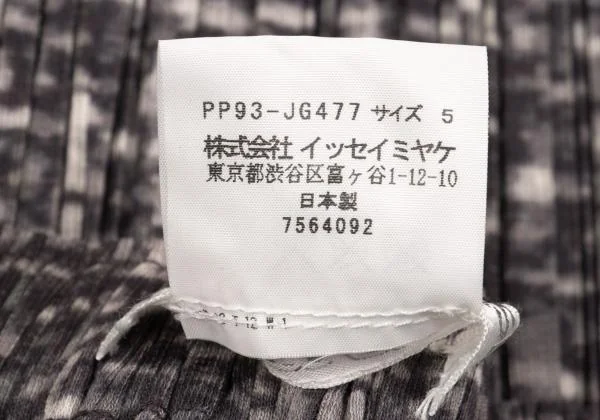 PP93-JG477 サイズ 5
株式会社 イッセイミヤケ
東京都渋谷区富ヶ谷1-12-10
日本製
7564092